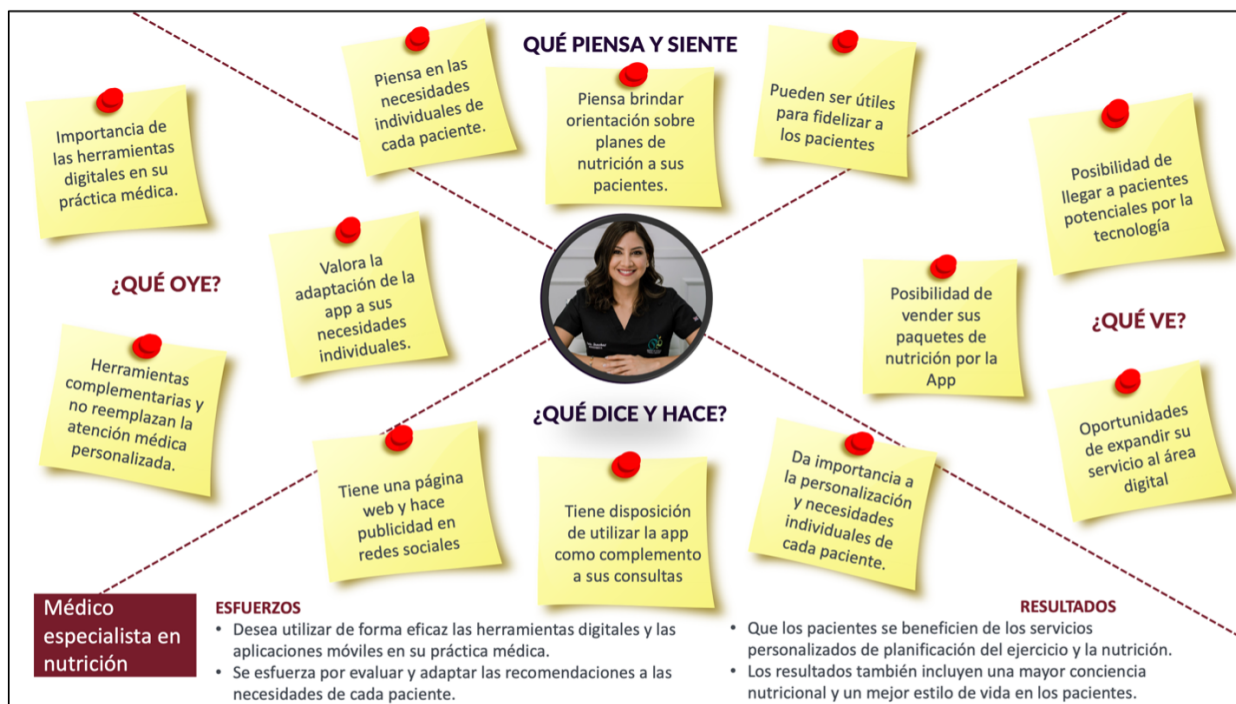 QUÉ PIENSA Y SIENTE
Piensa en las
necesidades
individuales de
cada paciente.
Piensa brindar
orientación sobre
planes de
nutrición a sus
pacientes.
Pueden ser útiles
para fidelizar a
los pacientes
Importancia de
las herramientas
digitales en su
práctica médica.
Valora la
adaptación de la
app a sus
necesidades
individuales.
¿QUÉ OYE?
Herramientas
complementarias y
no reemplazan la
atención médica
personalizada.
Posibilidad de
llegar a pacientes
potenciales por la
tecnología
Posibilidad de
vender sus
paquetes de
nutrición por la
App
¿QUÉ VE?
Oportunidades
de expandir su
servicio al área
digital
¿QUÉ DICE Y HACE?
Tiene una página
web y hace
publicidad en
redes sociales
Tiene disposición
de utilizar la app
como complemento
a sus consultas
Da importancia a
la personalización
y necesidades
individuales de
cada paciente.
Médico
especialista en
nutrición
ESFUERZOS
• Desea utilizar de forma eficaz las herramientas digitales y las
aplicaciones móviles en su práctica médica.
• Se esfuerza por evaluar y adaptar las recomendaciones a las
necesidades de cada paciente.
RESULTADOS
• Que los pacientes se beneficien de los servicios
personalizados de planificación del ejercicio y la nutrición.
• Los resultados también incluyen una mayor conciencia
nutricional y un mejor estilo de vida en los pacientes.